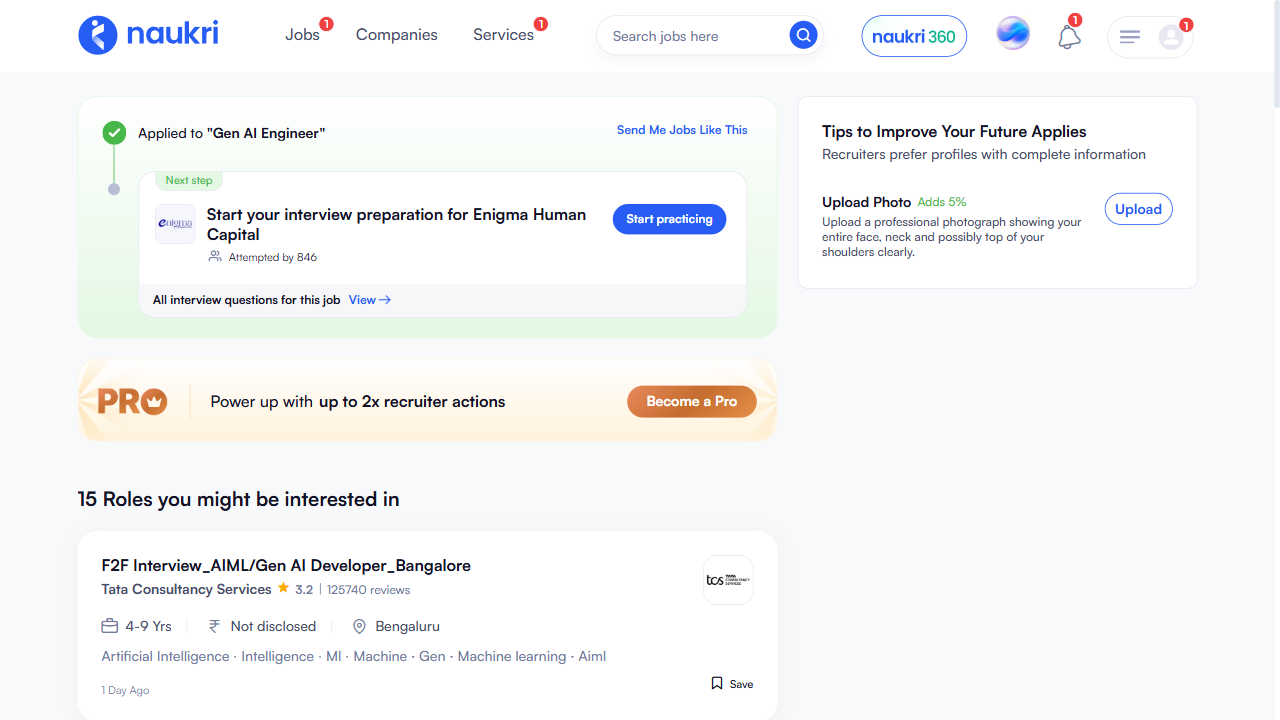 naukri
Jobs 1
Companies
Services 1
Search jobs here
naukri 360
1
1
Applied to "Gen AI Engineer"
Send Me Jobs Like This
Next step
enigma
Start your interview preparation for Enigma Human
Capital
Start practicing
Attempted by 846
All interview questions for this job View
Tips to Improve Your Future Applies
Recruiters prefer profiles with complete information
Upload Photo Adds 5%
Upload a professional photograph showing your
entire face, neck and possibly top of your
shoulders clearly.
Upload
PRO
Power up with up to 2x recruiter actions
Become a Pro
15 Roles you might be interested in
F2F Interview_AIML/Gen AI Developer_Bangalore
Tata Consultancy Services 3.2 | 125740 reviews
tcs TATA CONSULTANCY SERVICES
4-9 Yrs
₹ Not disclosed
Bengaluru
Artificial Intelligence · Intelligence · Ml · Machine · Gen · Machine learning · Aiml
1 Day Ago
Save